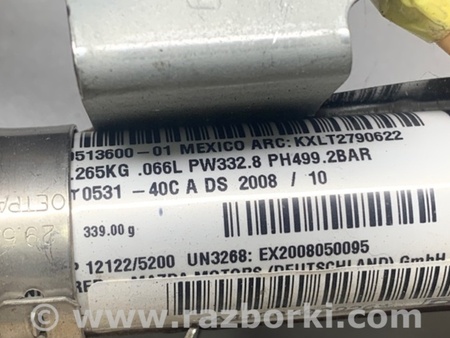 0513600-01 MEXICO ARC: KXLT2790622
.265KG .066L PW332.8 PH499.2BAR
T0531 -40C A DS 2008 / 10
339.00 g
P 12122/5200 UN3268: EX2008050095
MAZDA MOTORS (DEUTSCHLAND) GmbH
OETRA
www.razborki.com